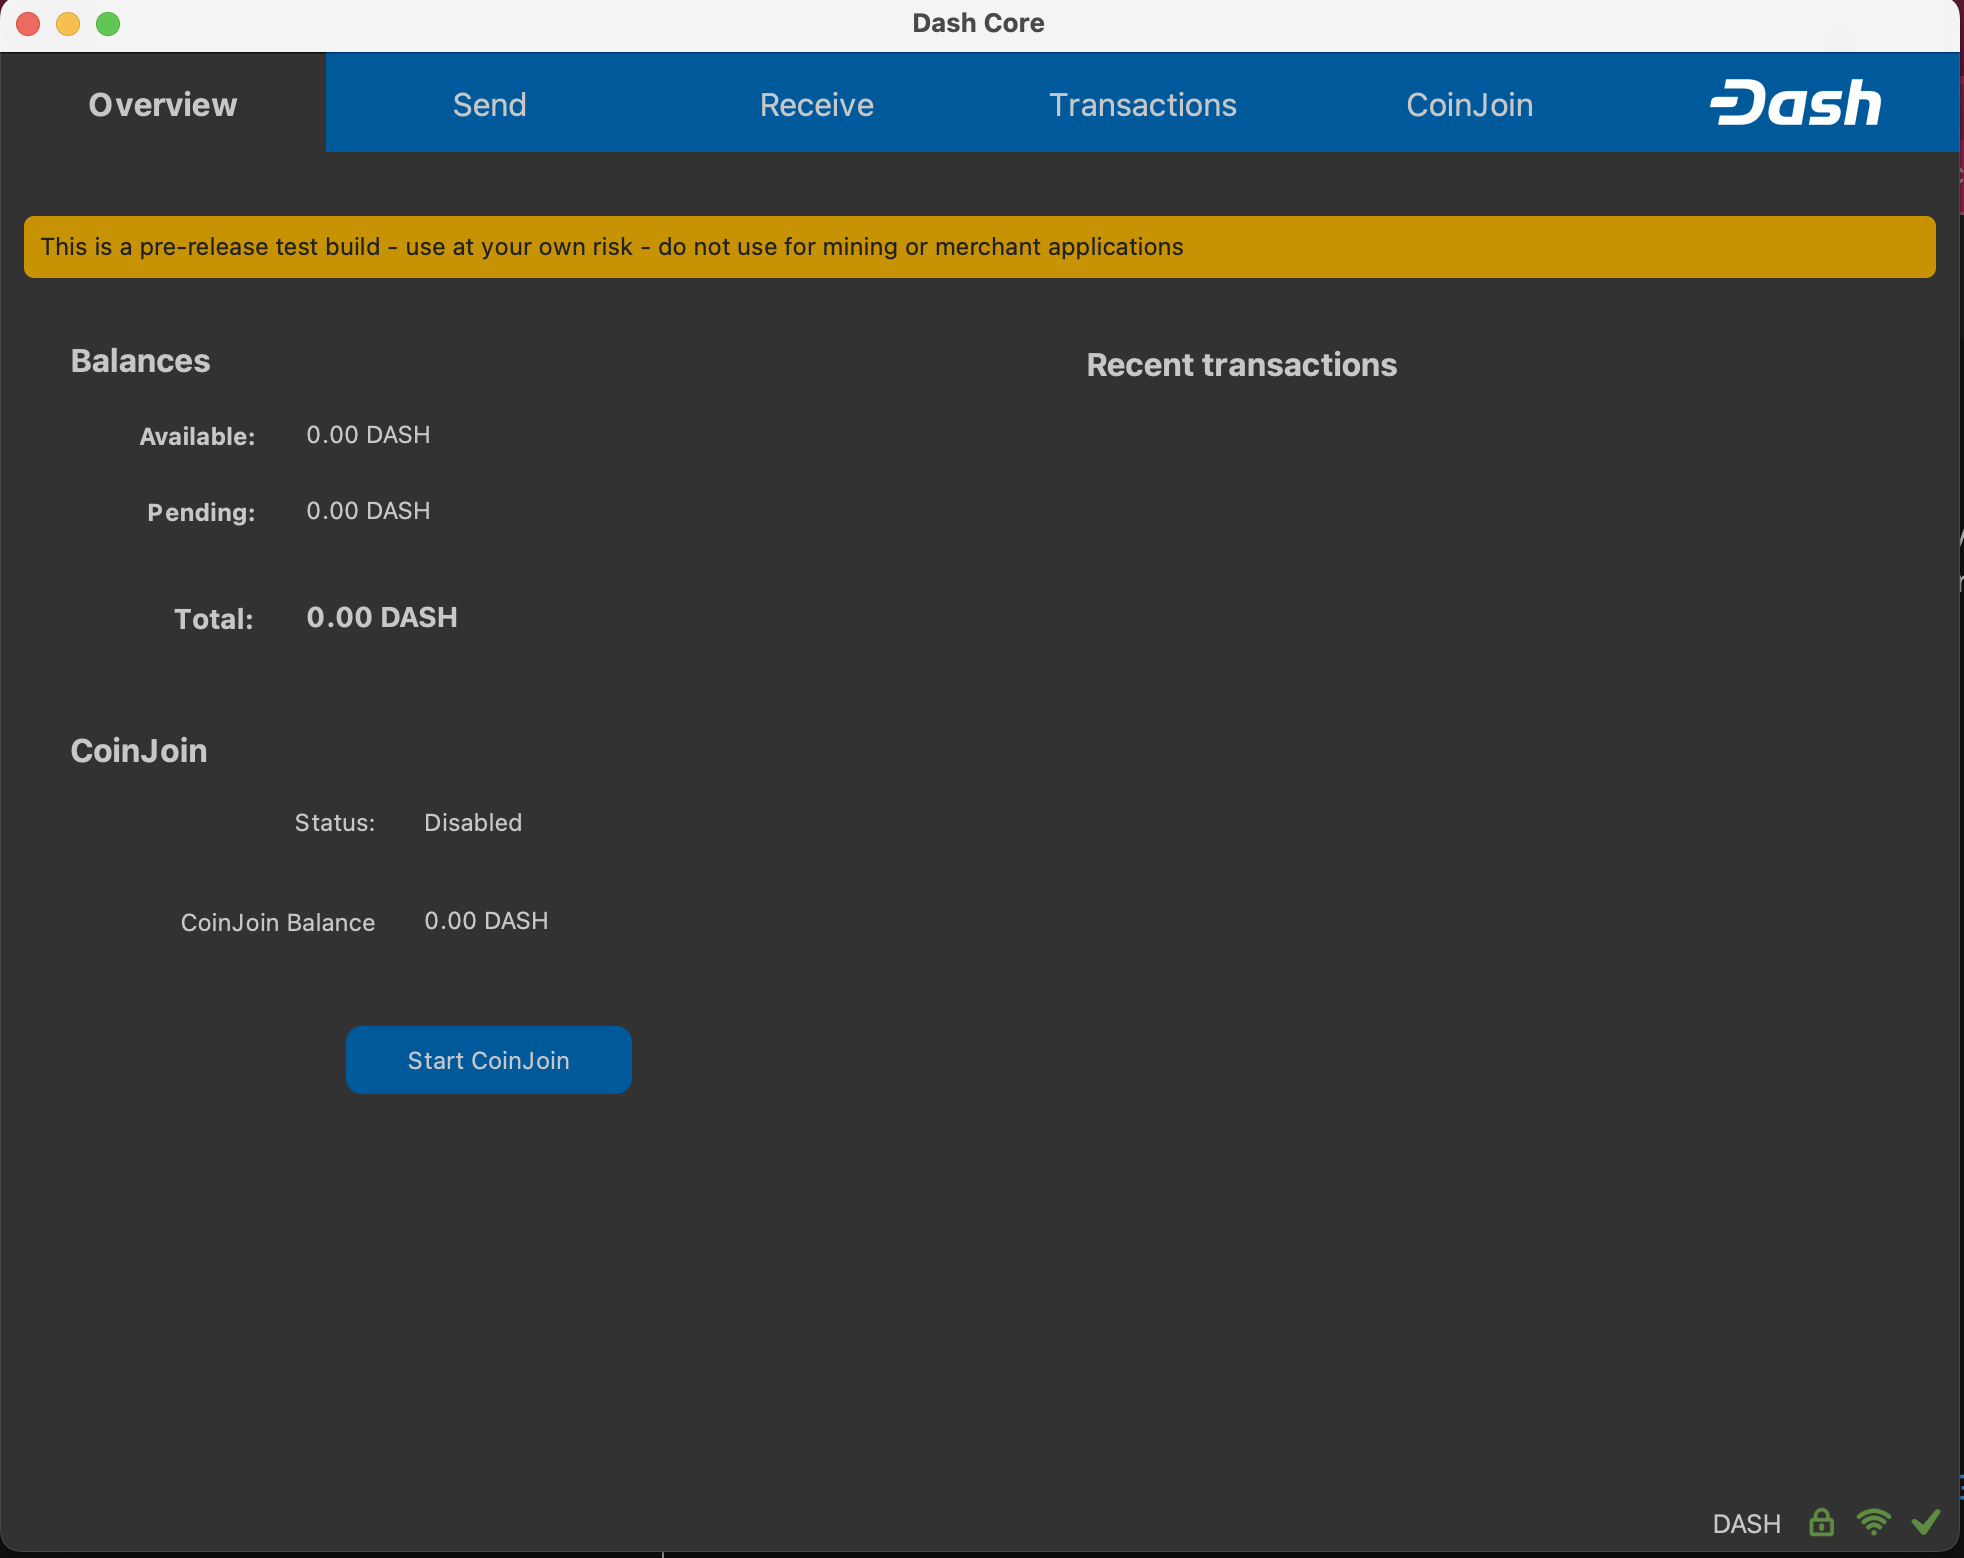 Dash Core
Overview
Send
Receive
Transactions
CoinJoin
Dash
This is a pre-release test build - use at your own risk - do not use for mining or merchant applications
Balances
Available: 0.00 DASH
Pending: 0.00 DASH
Total: 0.00 DASH
Recent transactions
CoinJoin
Status: Disabled
CoinJoin Balance 0.00 DASH
Start CoinJoin
DASH